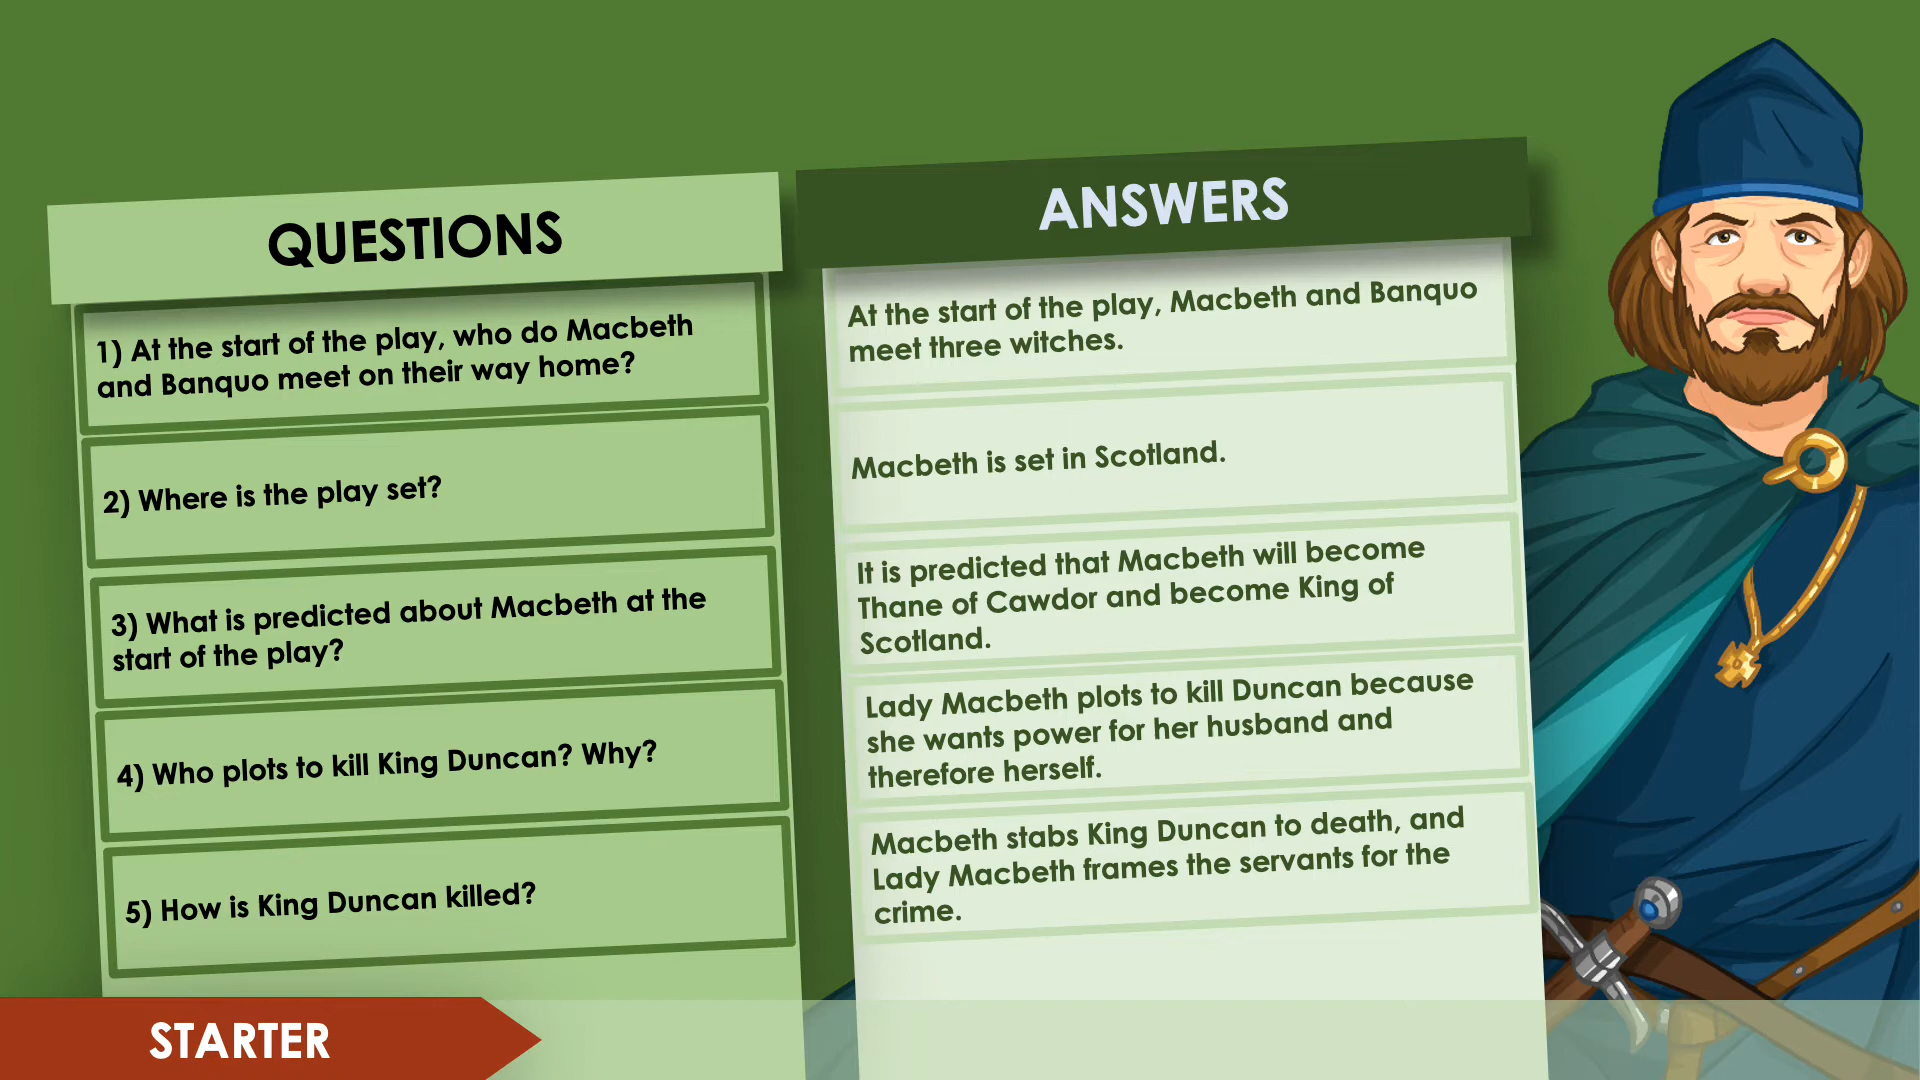 QUESTIONS
1) At the start of the play, who do Macbeth
and Banquo meet on their way home?
2) Where is the play set?
3) What is predicted about Macbeth at the
start of the play?
4) Who plots to kill King Duncan? Why?
5) How is King Duncan killed?
ANSWERS
At the start of the play, Macbeth and Banquo
meet three witches.
Macbeth is set in Scotland.
It is predicted that Macbeth will become
Thane of Cawdor and become King of
Scotland.
Lady Macbeth plots to kill Duncan because
she wants power for her husband and
therefore herself.
Macbeth stabs King Duncan to death, and
Lady Macbeth frames the servants for the
crime.
STARTER